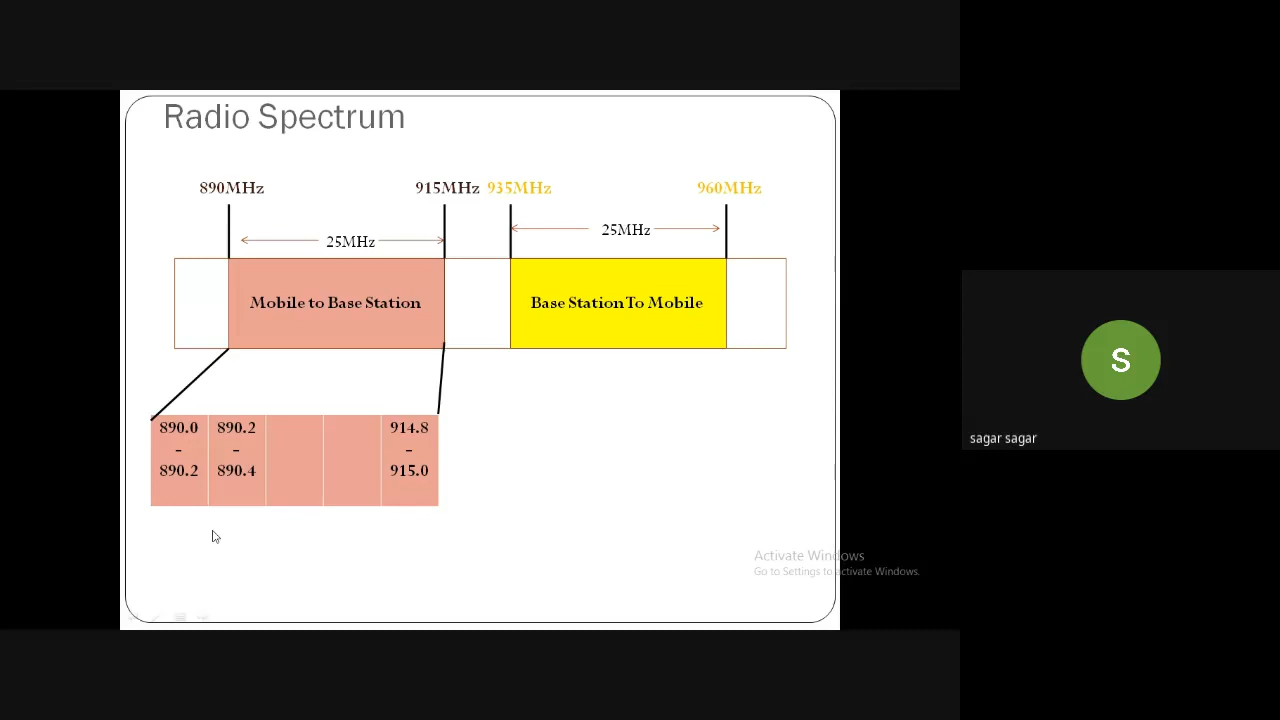 Radio Spectrum
890MHz 915MHz 935MHz 960MHz
25MHz 25MHz
Mobile to Base Station Base Station To Mobile
890.0 890.2 914.8
- - -
890.2 890.4 915.0
S
sagar sagar
Activate Windows
Go to Settings to activate Windows.